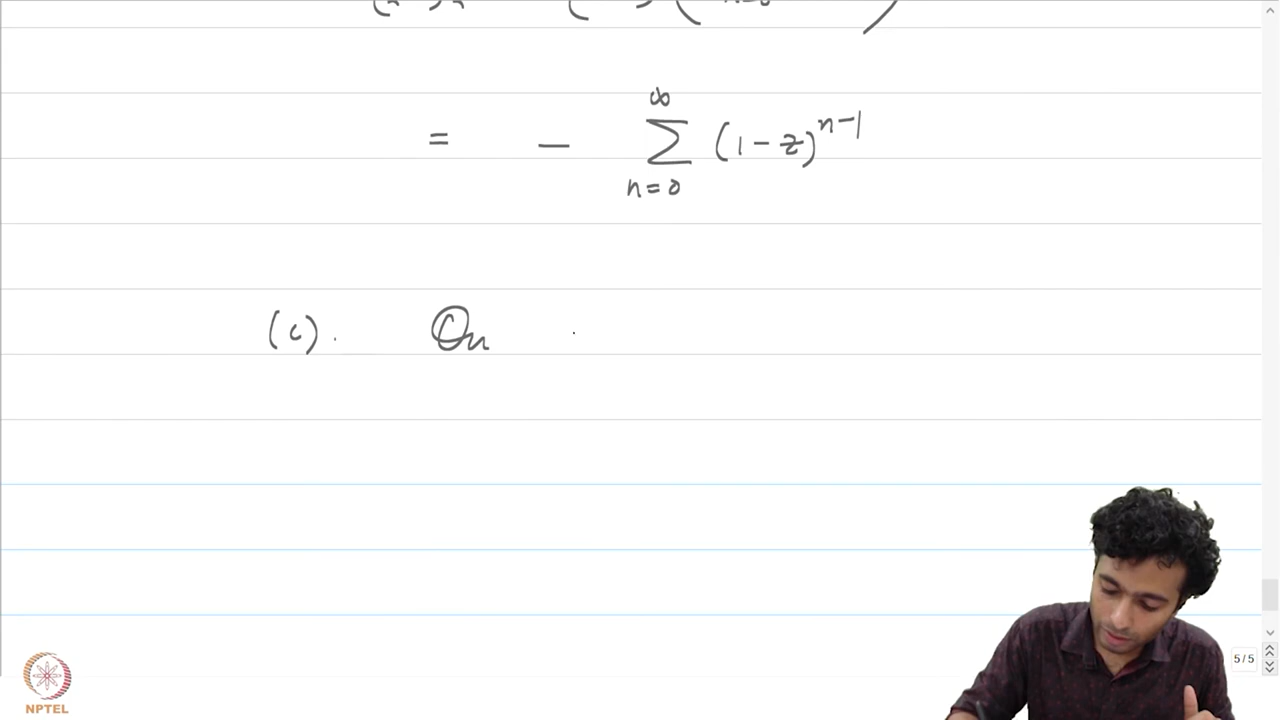 = - ∞∑n=0 (1-z)^{n-1}
(c). On
5/5
NPTEL